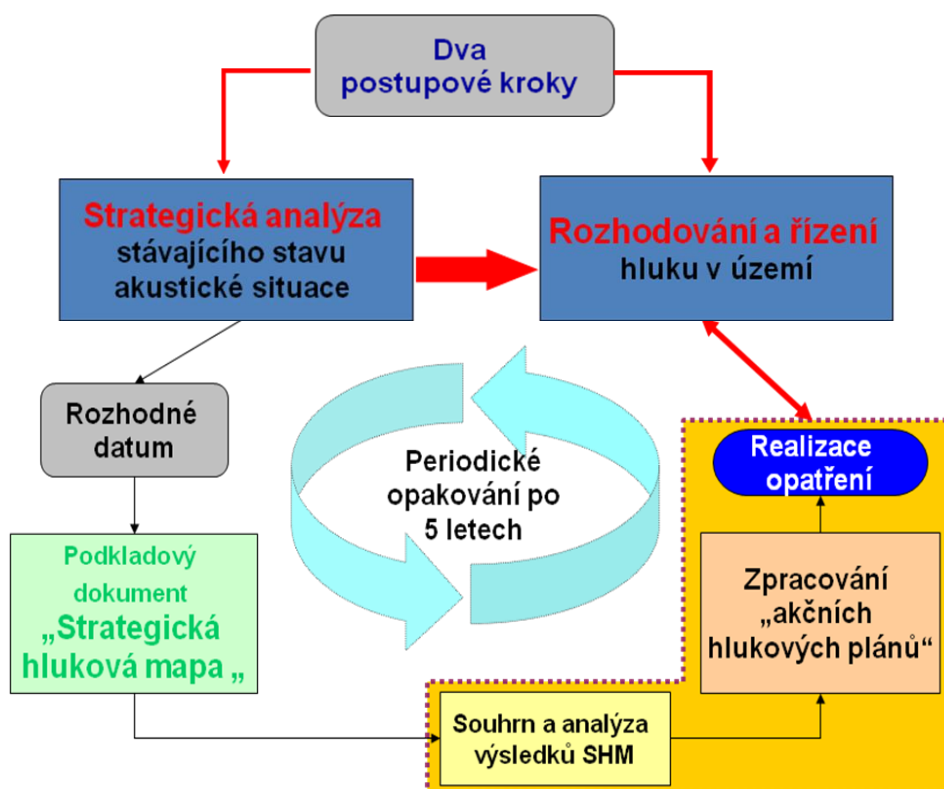 Dva
postupové kroky
Strategická analýza
stávajícího stavu
akustické situace
Rozhodování a řízení
hluku v území
Rozhodné
datum
Periodické
opakování po
5 letech
Realizace
opatření
Podkladový
dokument
„Strategická
hluková mapa „
Zpracování
„akčních
hlukových plánů“
Souhrn a analýza
výsledků SHM